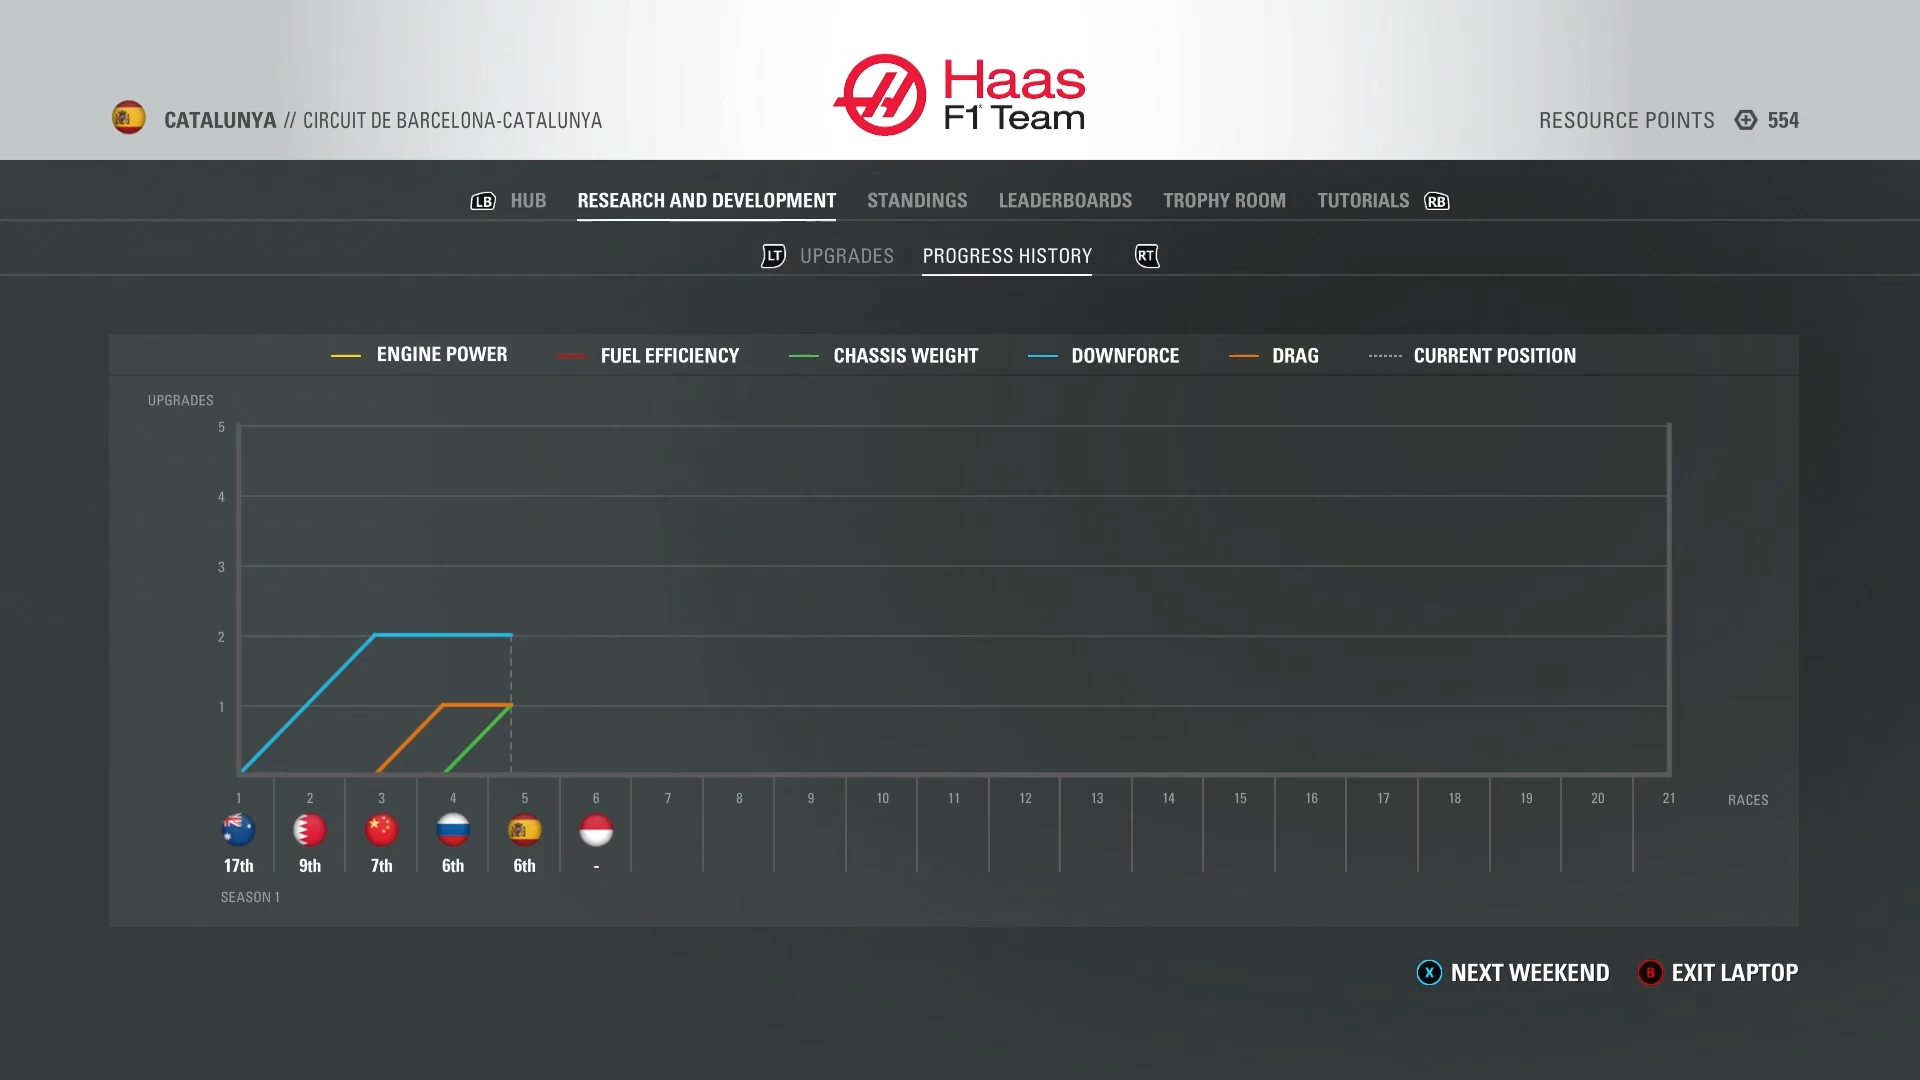 Haas
F1 Team
CATALUNYA // CIRCUIT DE BARCELONA-CATALUNYA
RESOURCE POINTS 554
LB HUB RESEARCH AND DEVELOPMENT STANDINGS LEADERBOARDS TROPHY ROOM TUTORIALS RB
LT UPGRADES PROGRESS HISTORY RT
ENGINE POWER FUEL EFFICIENCY CHASSIS WEIGHT DOWNFORCE DRAG CURRENT POSITION
UPGRADES
5
4
3
2
1
1 2 3 4 5 6 7 8 9 10 11 12 13 14 15 16 17 18 19 20 21 RACES
17th 9th 7th 6th 6th -
SEASON 1
X NEXT WEEKEND B EXIT LAPTOP